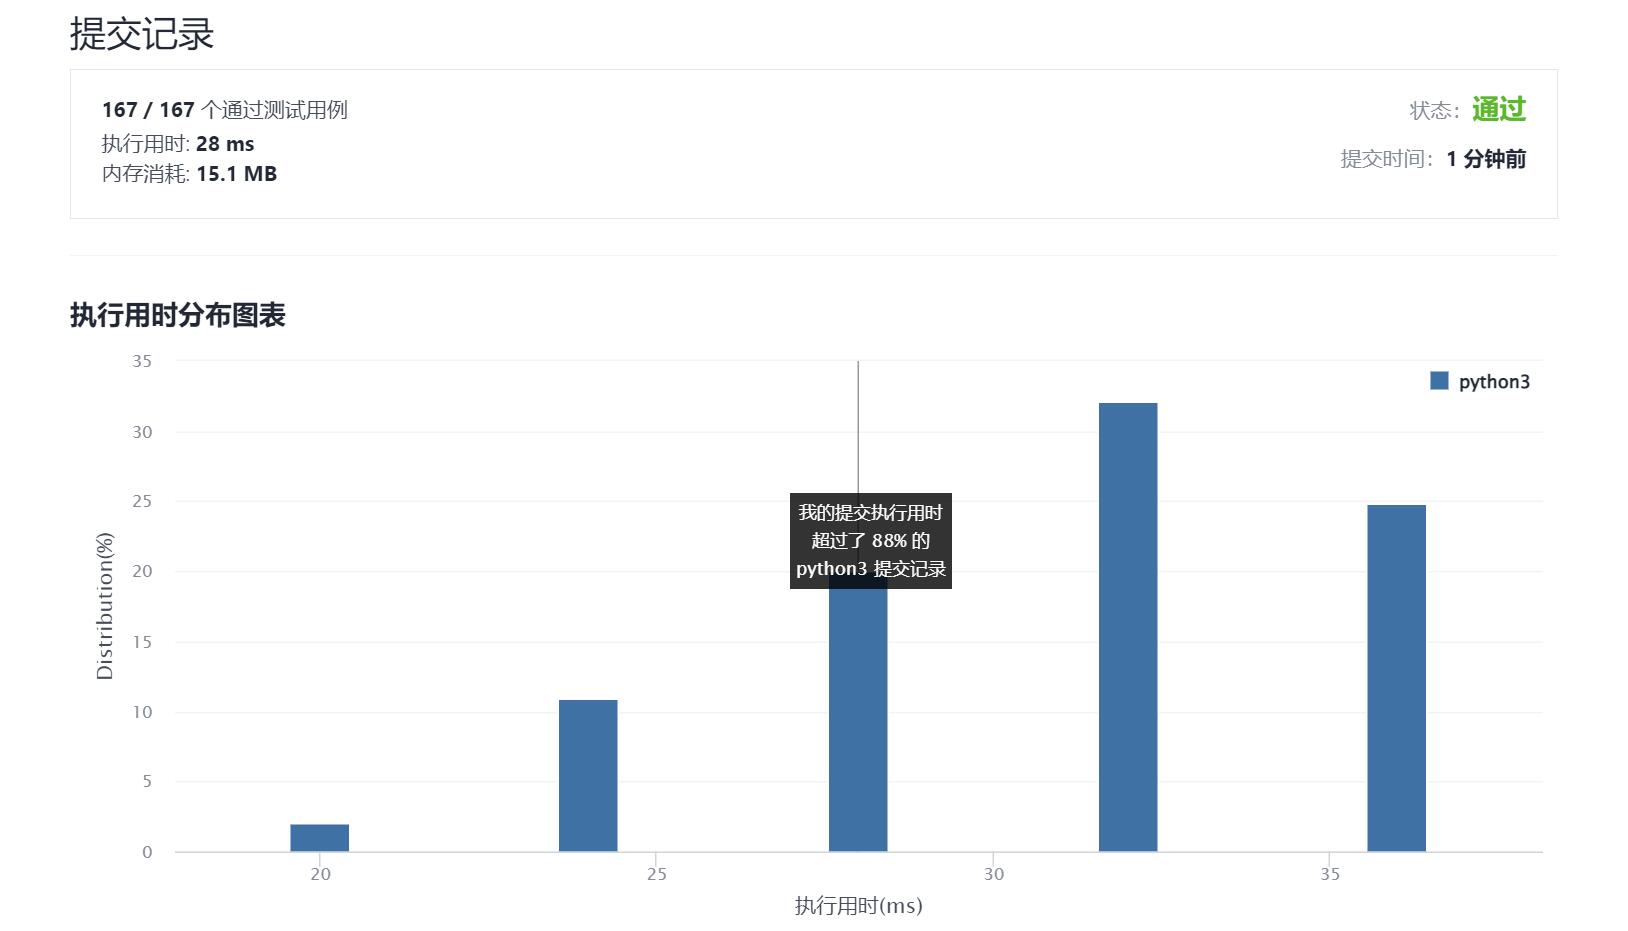 提交记录
167 / 167 个通过测试用例
状态：通过
执行用时: 28 ms
提交时间：1 分钟前
内存消耗: 15.1 MB
执行用时分布图表
35
30
25
20
15
10
5
0
Distribution(%)
python3
我的提交执行用时
超过了 88% 的
python3 提交记录
20
25
30
35
执行用时(ms)